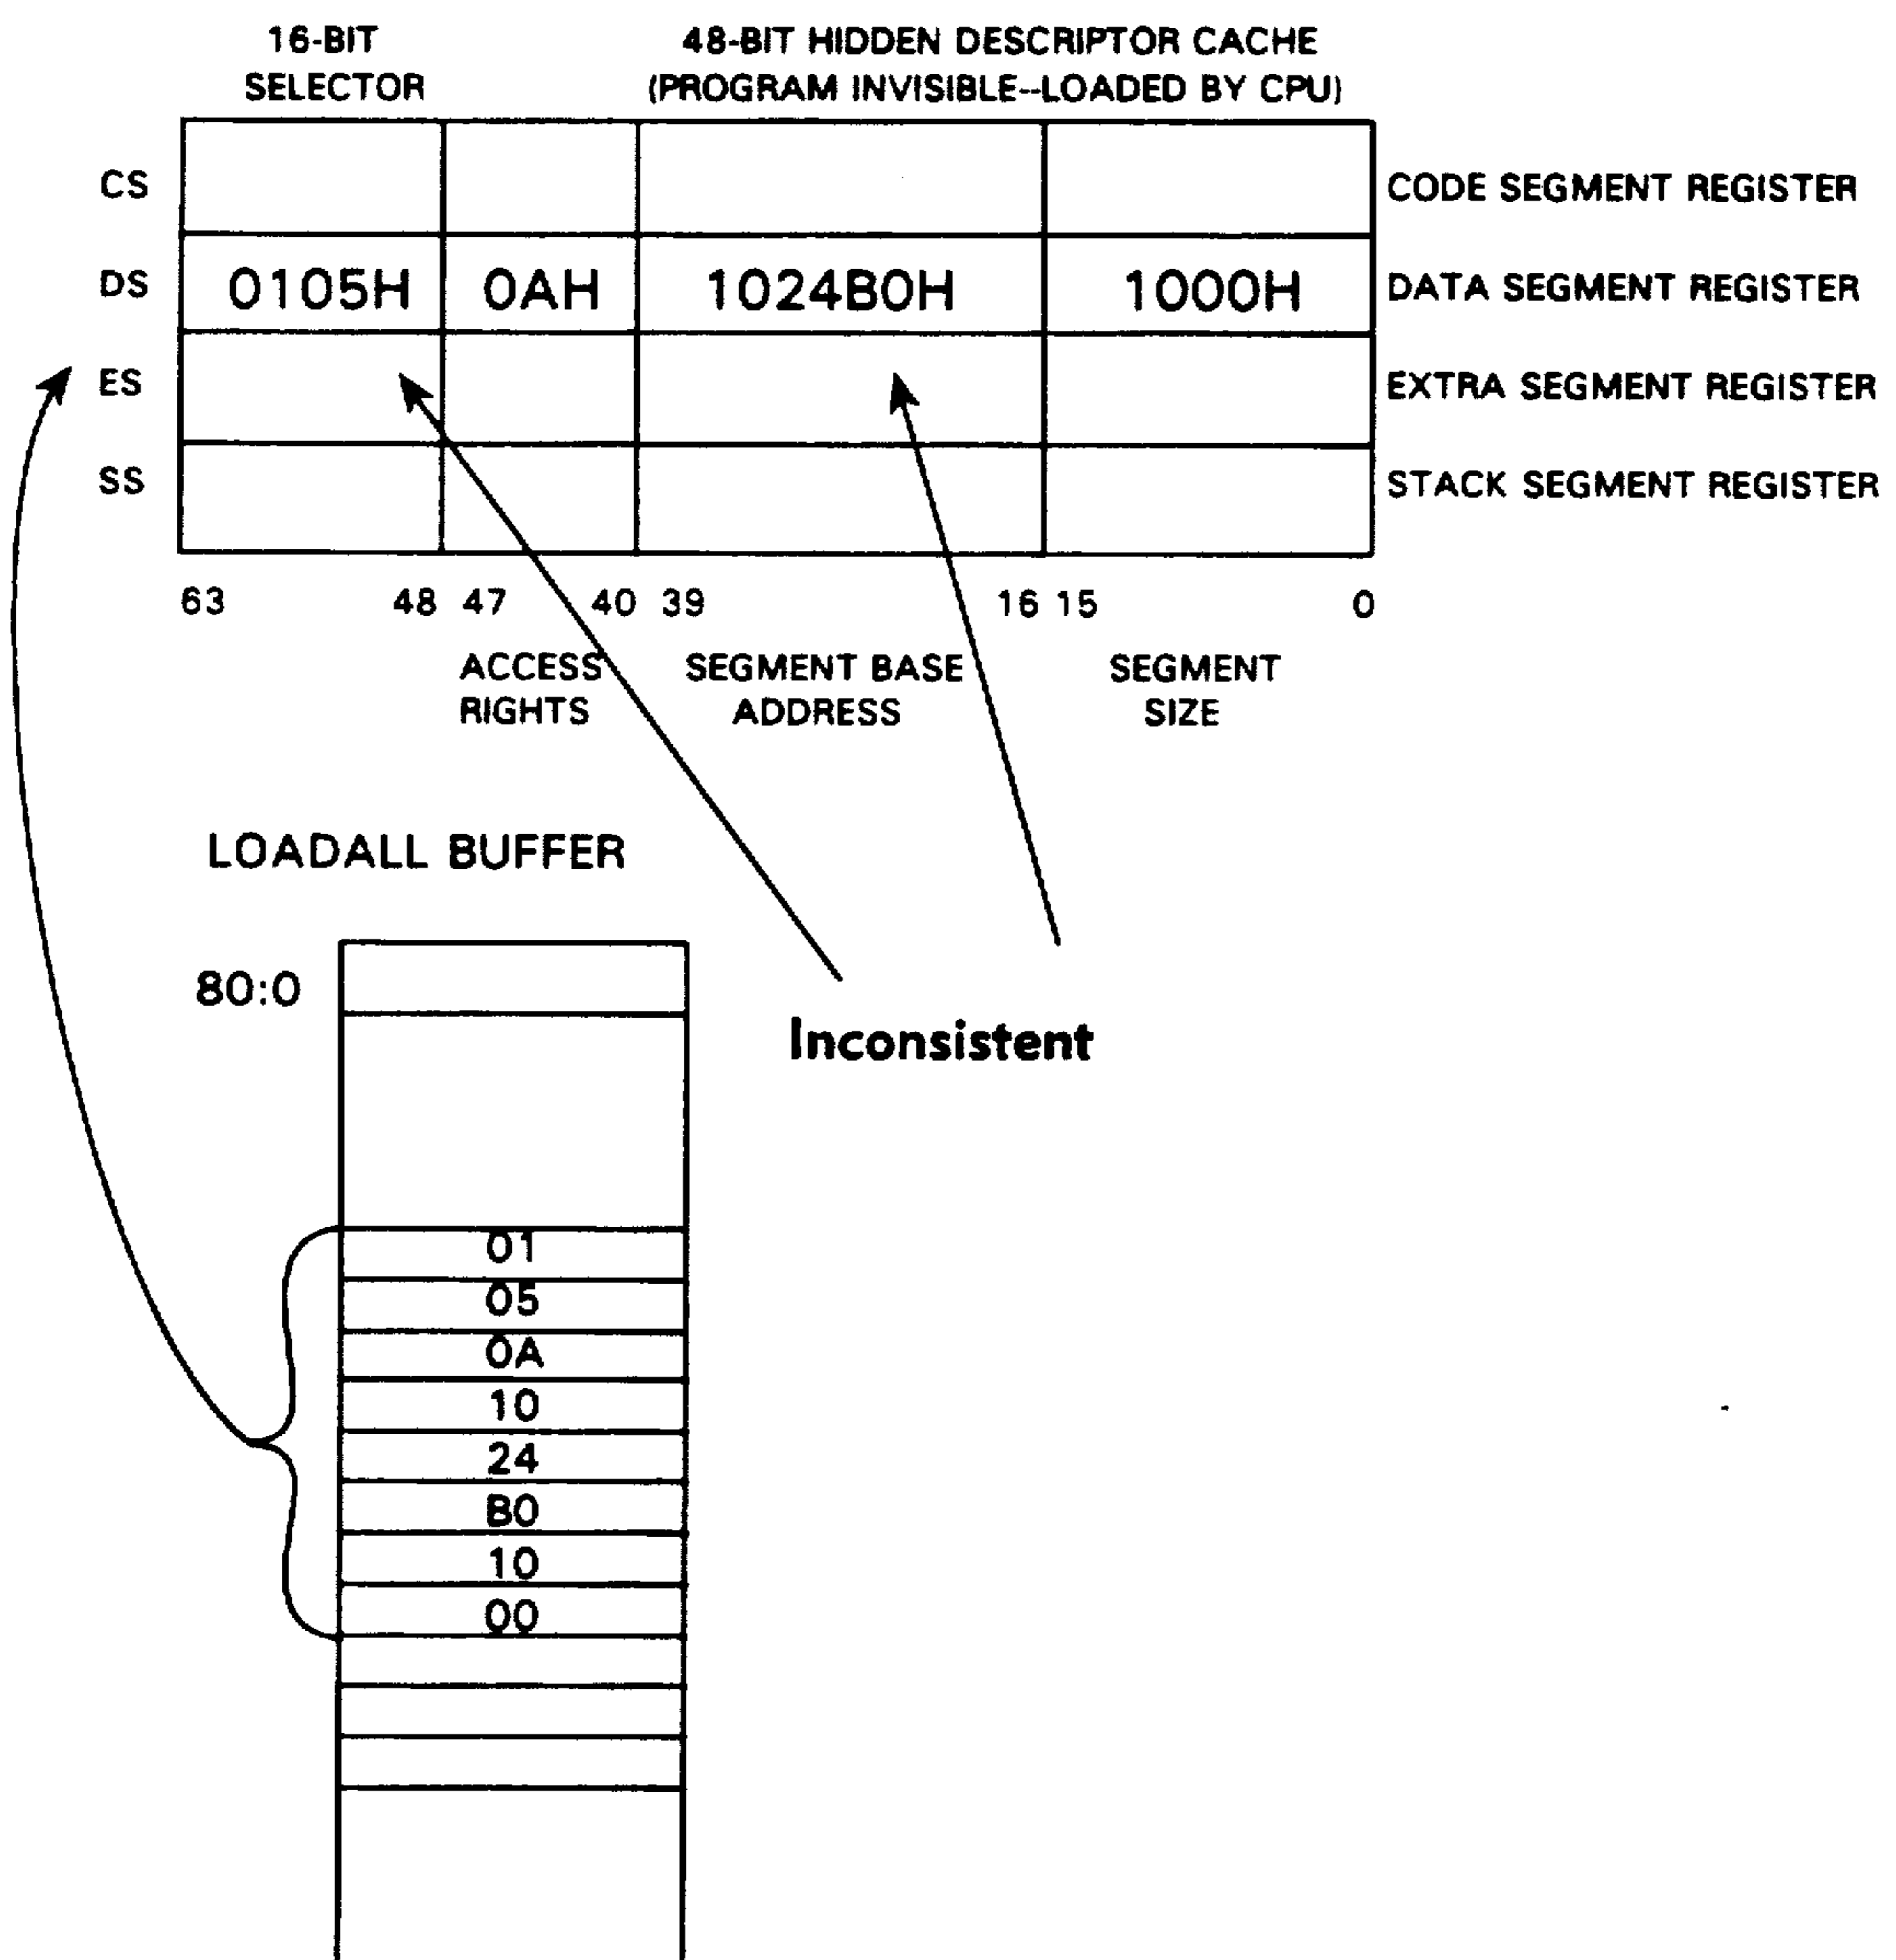 16-BIT
SELECTOR
48-BIT HIDDEN DESCRIPTOR CACHE
(PROGRAM INVISIBLE--LOADED BY CPU)
CS
CODE SEGMENT REGISTER
DS 0105H 0AH 1024B0H 1000H DATA SEGMENT REGISTER
ES EXTRA SEGMENT REGISTER
SS STACK SEGMENT REGISTER
63 48 47 40 39 16 15 0
ACCESS
RIGHTS
SEGMENT BASE
ADDRESS
SEGMENT
SIZE
LOADALL BUFFER
80:0
Inconsistent
01
05
0A
10
24
B0
10
00